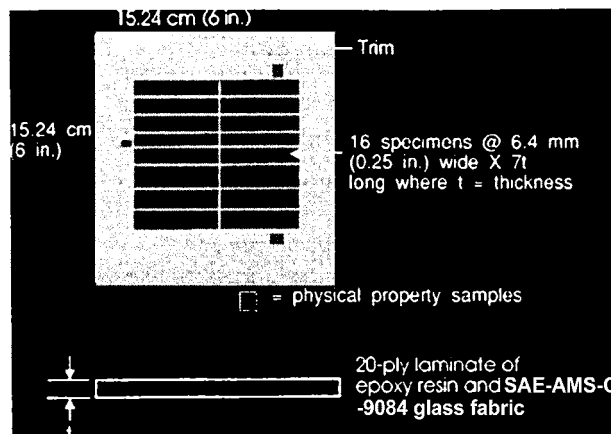 15.24 cm (6 in.)
Trim
15.24 cm
(6 in.)
16 specimens @ 6.4 mm
(0.25 in.) wide X 7t
long where t = thickness
= physical property samples
20-ply laminate of
epoxy resin and SAE-AMS-C
-9084 glass fabric
t